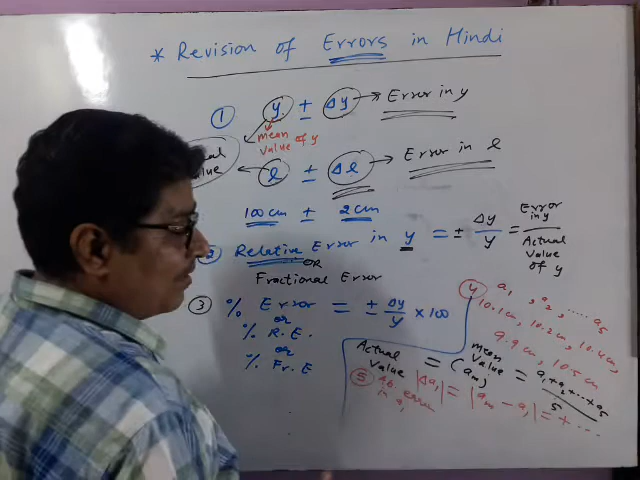 * Revision of Errors in Hindi
① y ± Δy → Error in y
mean value of y
value
l ± Δl → Error in l
100 cm ± 2 cm
② Relative Error in y = ± Δy/y = Error in y / Actual Value of y
OR
Fractional Error
③ % Error = ± Δy/y × 100
or
% R.E.
or
% Fr.E
④ a₁, a₂, ..... a₅
10.1 cm, 10.2 cm, 10.4 cm,
9.9 cm, 10.5 cm
Actual Value = mean value (aₘ) = a₁+a₂+...+a₅ / 5
⑤ Ab. error in a₁ |Δa₁| = |aₘ - a₁| = + ...